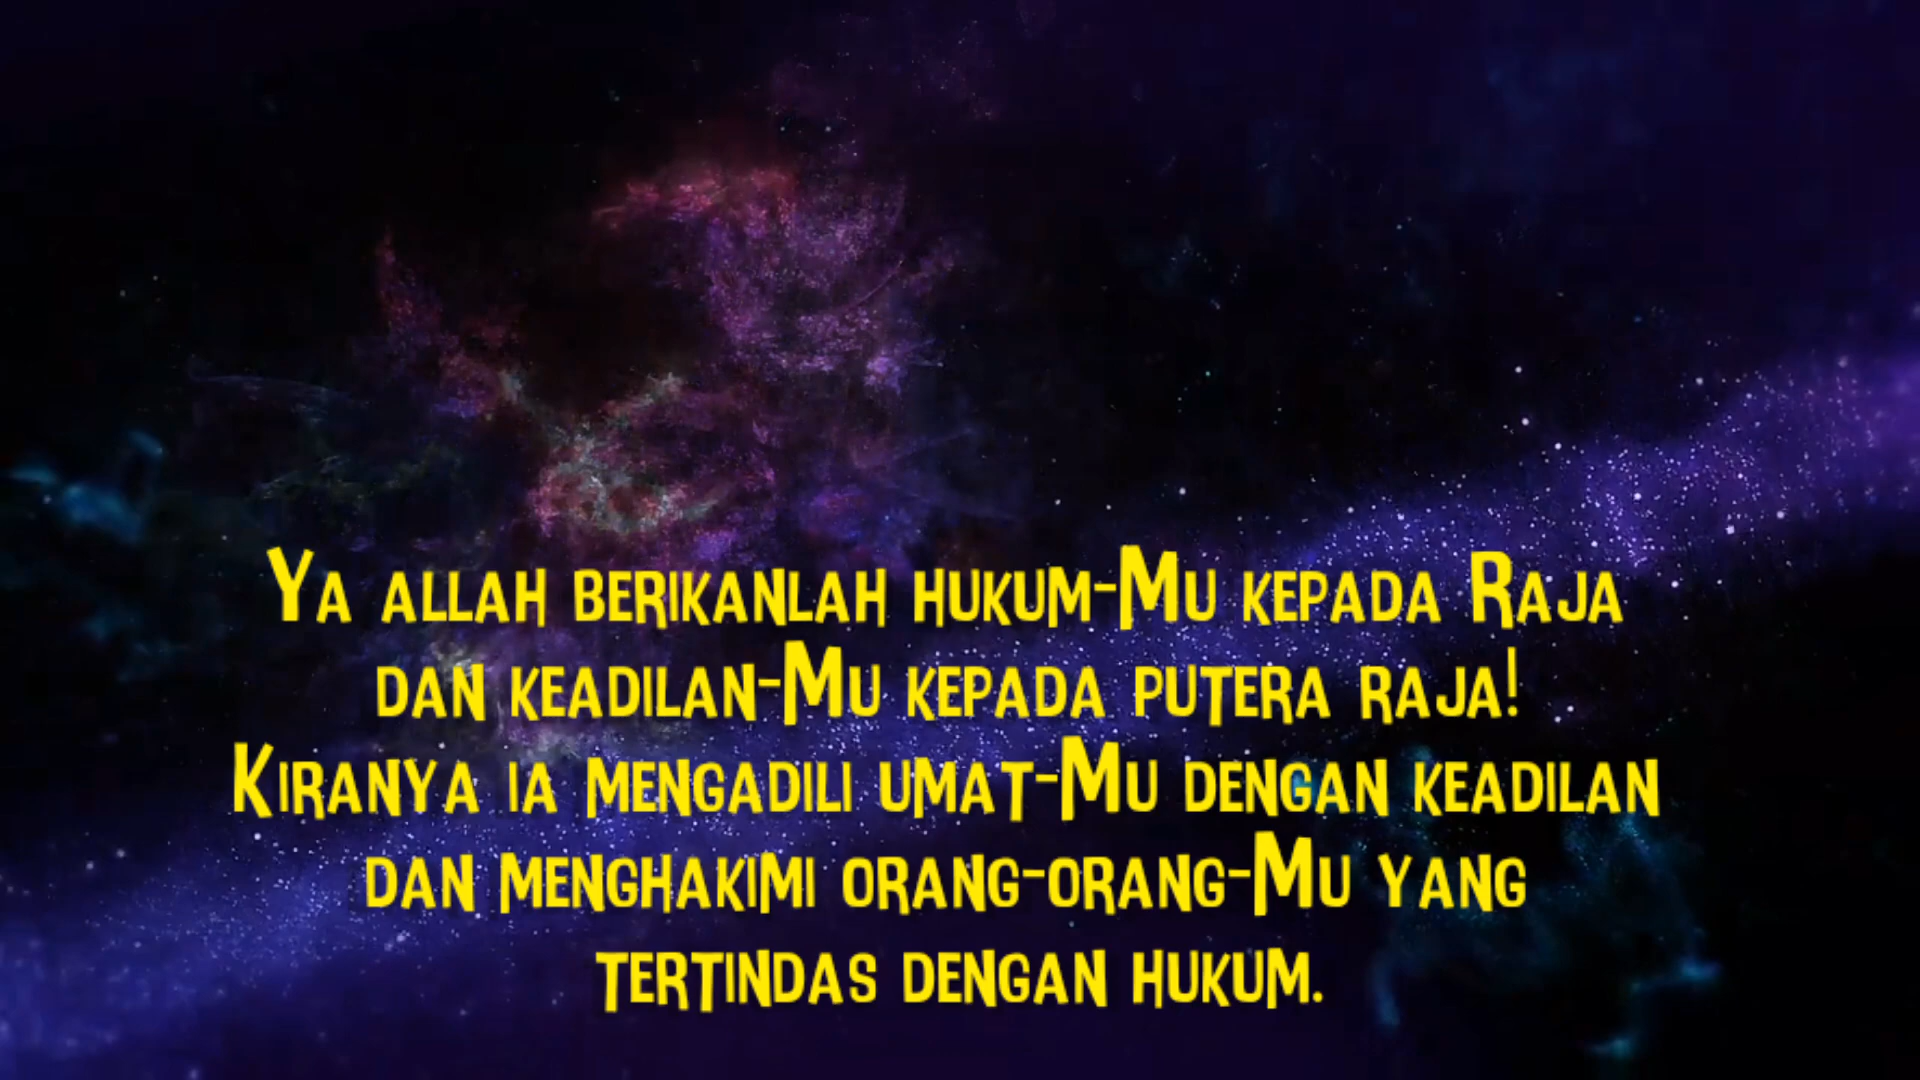 Ya allah berikanlah hukum-Mu kepada Raja
dan keadilan-Mu kepada putera raja!
Kiranya ia mengadili umat-Mu dengan keadilan
dan menghakimi orang-orang-Mu yang
tertindas dengan hukum.